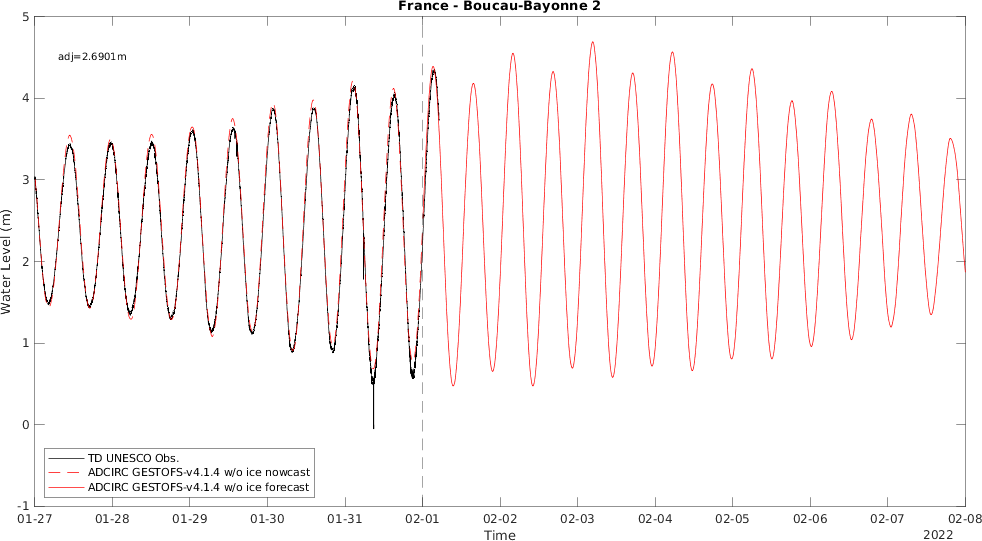 France - Boucau-Bayonne 2
adj=2.6901m
5
4
3
2
1
0
-1
Water Level (m)
TD UNESCO Obs.
ADCIRC GESTOFS-v4.1.4 w/o ice nowcast
ADCIRC GESTOFS-v4.1.4 w/o ice forecast
01-27 01-28 01-29 01-30 01-31 02-01 02-02 02-03 02-04 02-05 02-06 02-07 02-08
Time
2022